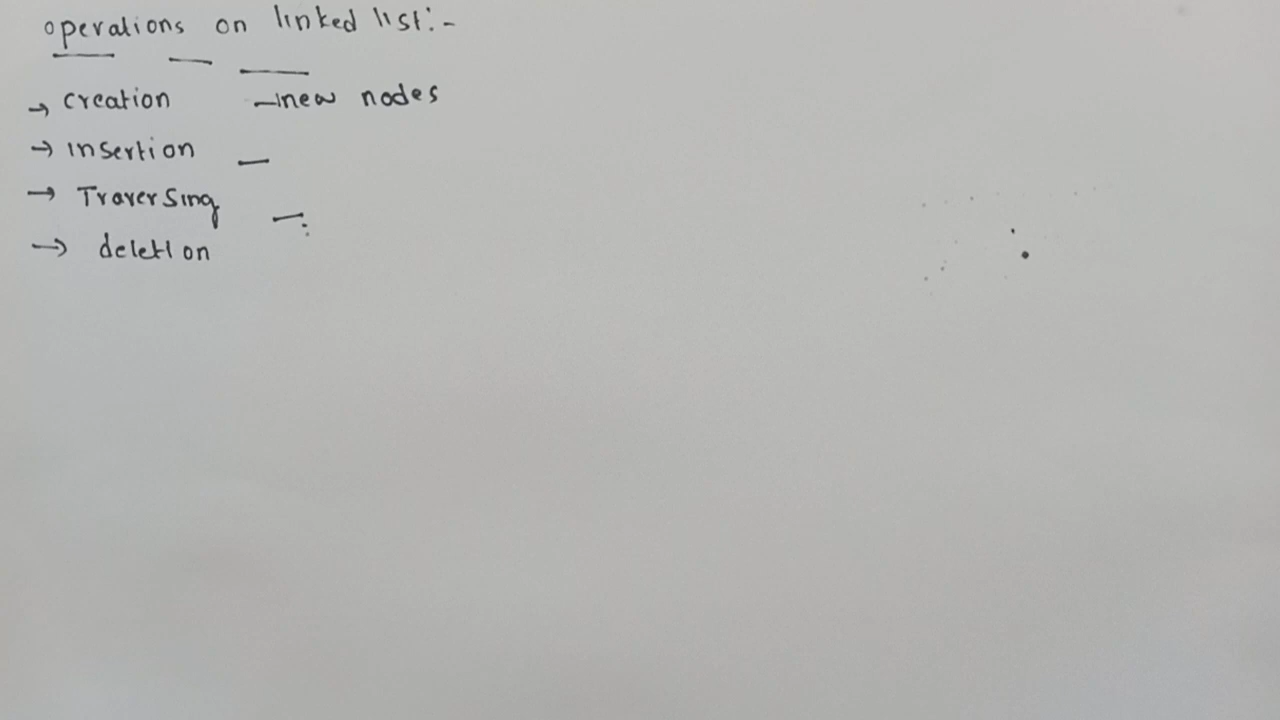 operations on linked list:-
→ creation - new nodes
→ insertion -
→ Traversing -:
→ deletion